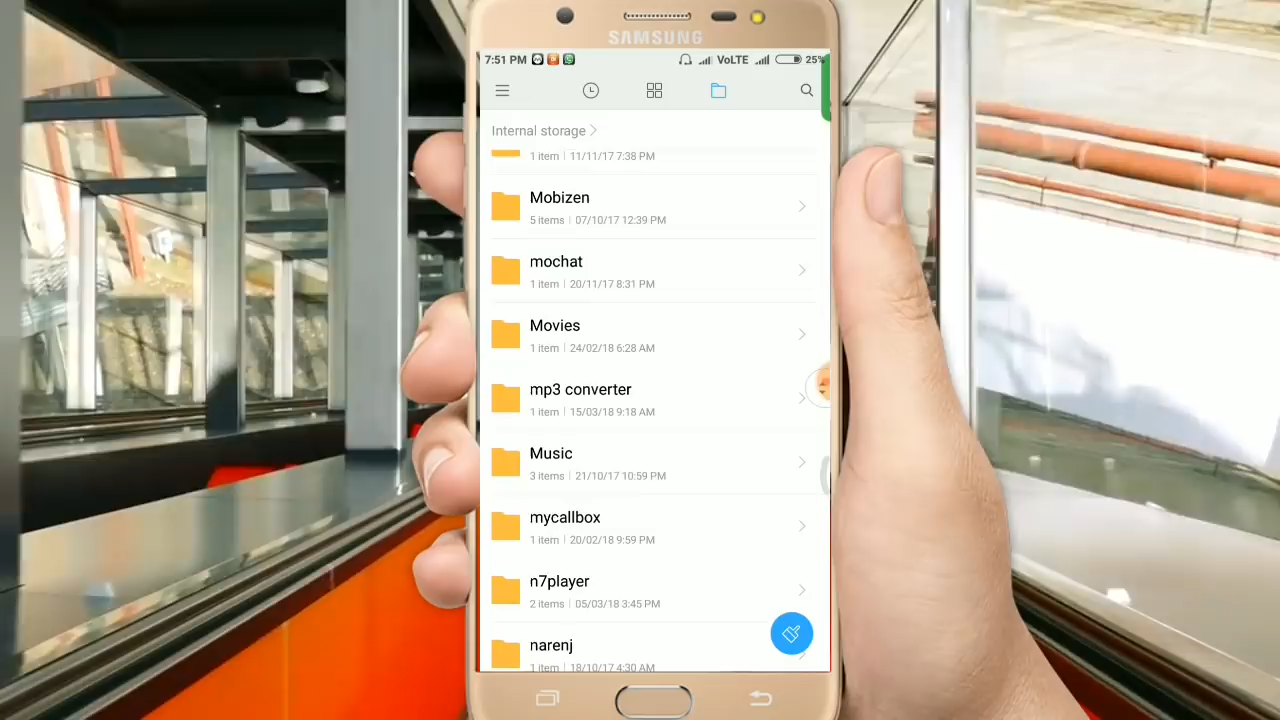 SAMSUNG
7:51 PM VoLTE 25%
Internal storage
1 item | 11/11/17 7:38 PM
Mobizen
5 items | 07/10/17 12:39 PM
mochat
1 item | 20/11/17 8:31 PM
Movies
1 item | 24/02/18 6:28 AM
mp3 converter
1 item | 15/03/18 9:18 AM
Music
3 items | 21/10/17 10:59 PM
mycallbox
1 item | 20/02/18 9:59 PM
n7player
2 items | 05/03/18 3:45 PM
narenj
1 item | 18/10/17 4:30 AM